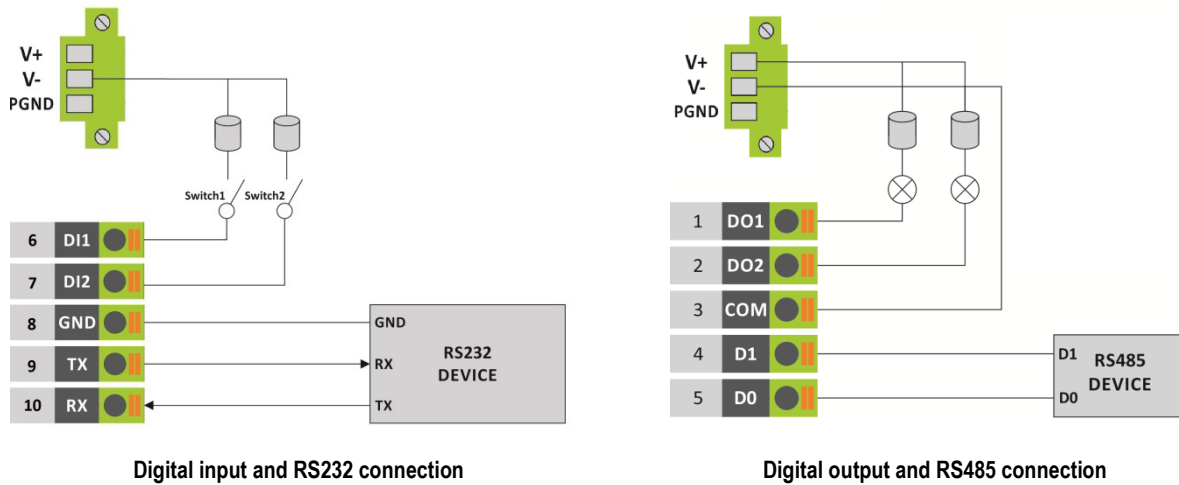 V+
V-
PGND
Switch1 Switch2
6 DI1
7 DI2
8 GND
9 TX
10 RX
GND
RX
TX
RS232
DEVICE
Digital input and RS232 connection
V+
V-
PGND
1 DO1
2 DO2
3 COM
4 D1
5 D0
D1
D0
RS485
DEVICE
Digital output and RS485 connection